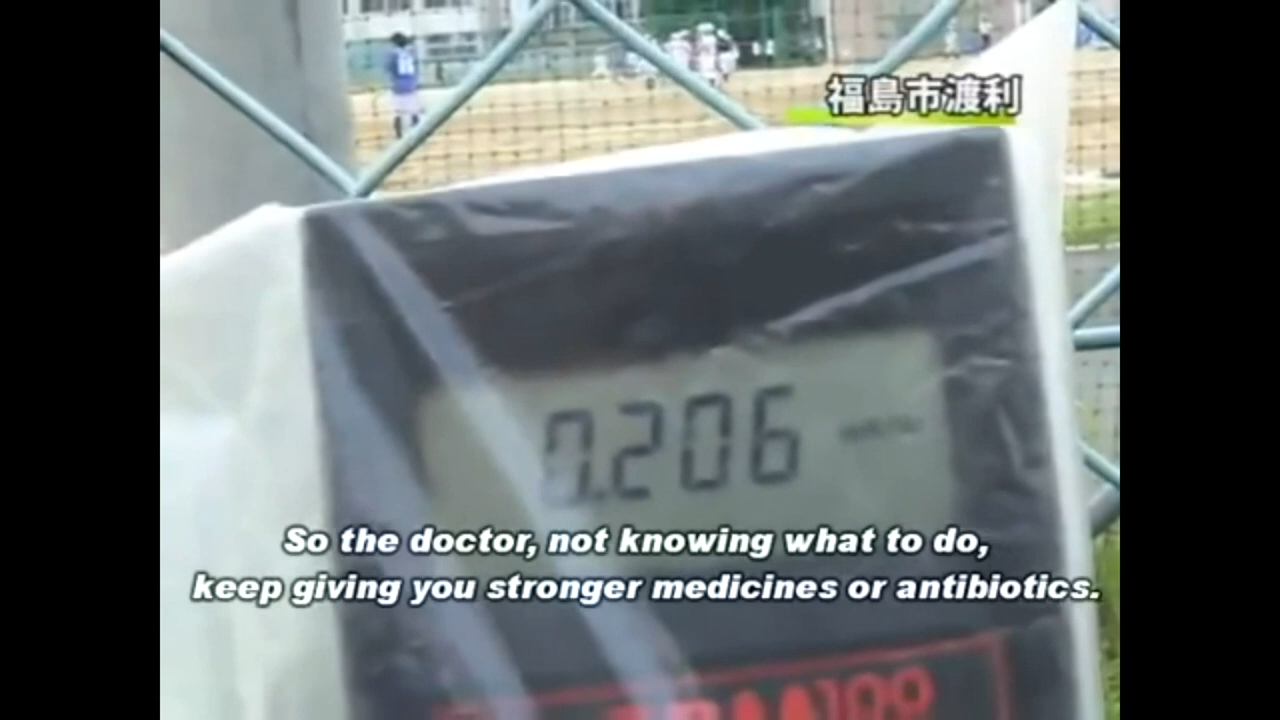 福島市渡利
0.206
So the doctor, not knowing what to do,
keep giving you stronger medicines or antibiotics.